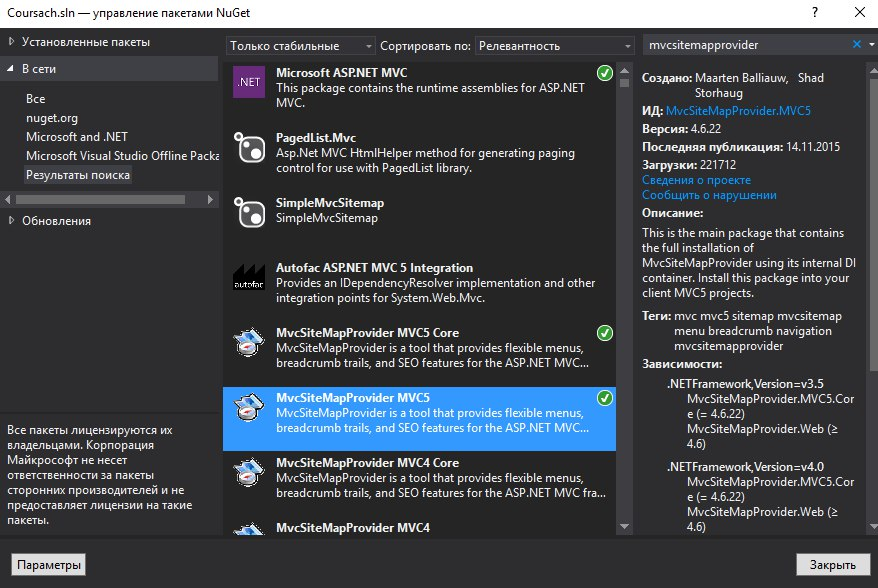 Coursach.sln — управление пакетами NuGet
Установленные пакеты
В сети
Все
nuget.org
Microsoft and .NET
Microsoft Visual Studio Offline Packa
Результаты поиска
Обновления
Все пакеты лицензируются их
владельцами. Корпорация
Майкрософт не несет
ответственности за пакеты
сторонних производителей и не
предоставляет лицензии на такие
пакеты.
Параметры
Только стабильные
Сортировать по: Релевантность
.NET
Microsoft ASP.NET MVC
This package contains the runtime assemblies for ASP.NET
MVC.
PagedList.Mvc
Asp.Net MVC HtmlHelper method for generating paging
control for use with PagedList library.
SimpleMvcSitemap
SimpleMvcSitemap
autofac
Autofac ASP.NET MVC 5 Integration
Provides an IDependencyResolver implementation and other
integration points for System.Web.Mvc.
MvcSiteMapProvider MVC5 Core
MvcSiteMapProvider is a tool that provides flexible menus,
breadcrumb trails, and SEO features for the ASP.NET MVC...
MvcSiteMapProvider MVC5
MvcSiteMapProvider is a tool that provides flexible menus,
breadcrumb trails, and SEO features for the ASP.NET MVC...
MvcSiteMapProvider MVC4 Core
MvcSiteMapProvider is a tool that provides flexible menus,
breadcrumb trails, and SEO features for the ASP.NET MVC fra...
MvcSiteMapProvider MVC4
mvcsitemapprovider
Создано: Maarten Balliauw, Shad
Storhaug
ИД: MvcSiteMapProvider.MVC5
Версия: 4.6.22
Последняя публикация: 14.11.2015
Загрузки: 221712
Сведения о проекте
Сообщить о нарушении
Описание:
This is the main package that contains
the full installation of
MvcSiteMapProvider using its internal DI
container. Install this package into your
client MVC5 projects.
Теги: mvc mvc5 sitemap mvcsitemap
menu breadcrumb navigation
mvcsitemapprovider
Зависимости:
.NETFramework,Version=v3.5
MvcSiteMapProvider.MVC5.Cor
e (= 4.6.22)
MvcSiteMapProvider.Web (≥
4.6)
.NETFramework,Version=v4.0
MvcSiteMapProvider.MVC5.Cor
e (= 4.6.22)
MvcSiteMapProvider.Web (≥
4.6)
Закрыть